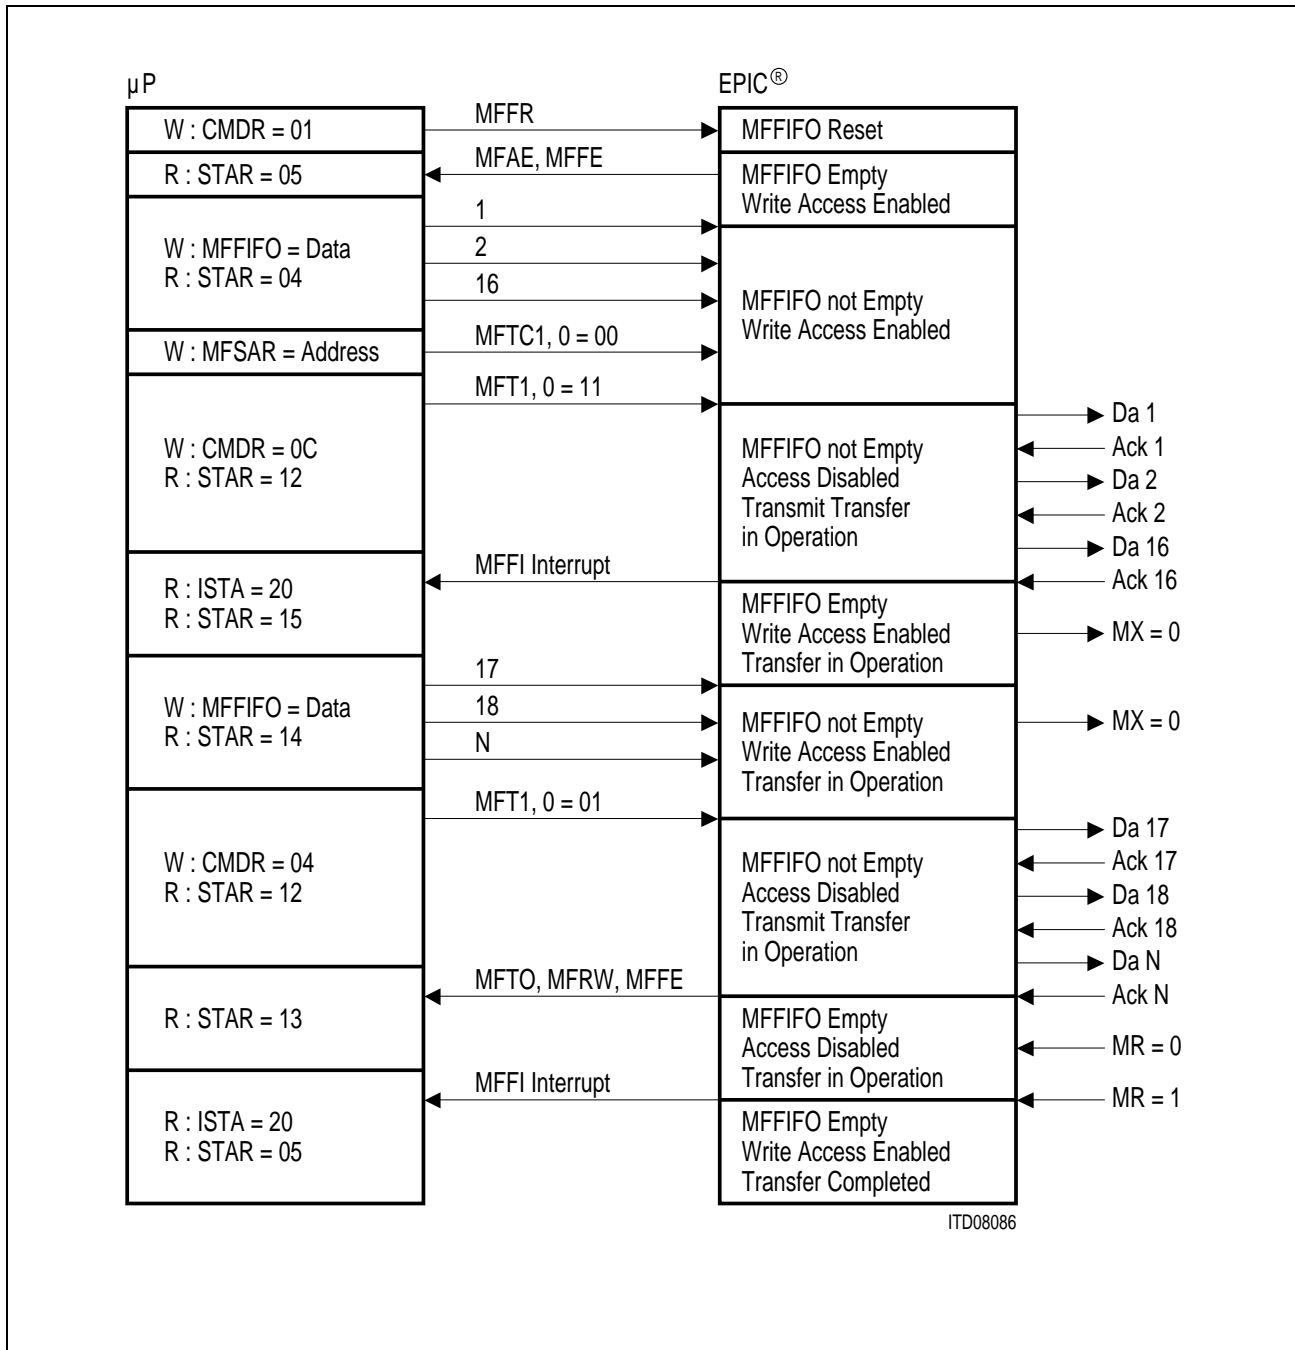 µP
EPIC®
W : CMDR = 01
MFFR
MFFIFO Reset
R : STAR = 05
MFAE, MFFE
MFFIFO Empty
Write Access Enabled
W : MFFIFO = Data
R : STAR = 04
1
2
16
MFFIFO not Empty
Write Access Enabled
W : MFSAR = Address
MFTC1, 0 = 00
MFT1, 0 = 11
W : CMDR = 0C
R : STAR = 12
MFFIFO not Empty
Access Disabled
Transmit Transfer
in Operation
Da 1
Ack 1
Da 2
Ack 2
Da 16
Ack 16
MFFI Interrupt
R : ISTA = 20
R : STAR = 15
MFFIFO Empty
Write Access Enabled
Transfer in Operation
MX = 0
W : MFFIFO = Data
R : STAR = 14
17
18
N
MFFIFO not Empty
Write Access Enabled
Transfer in Operation
MX = 0
MFT1, 0 = 01
W : CMDR = 04
R : STAR = 12
MFFIFO not Empty
Access Disabled
Transmit Transfer
in Operation
Da 17
Ack 17
Da 18
Ack 18
Da N
Ack N
MFTO, MFRW, MFFE
R : STAR = 13
MFFIFO Empty
Access Disabled
Transfer in Operation
MR = 0
MR = 1
MFFI Interrupt
R : ISTA = 20
R : STAR = 05
MFFIFO Empty
Write Access Enabled
Transfer Completed
ITD08086